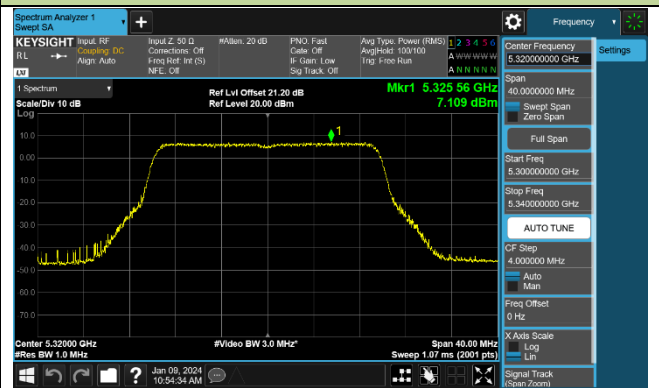 Spectrum Analyzer 1
Swept SA
+
Frequency
KEYSIGHT
RL
LXI
Input: RF
Coupling: DC
Align: Auto
Input Z: 50 Ω
Corrections: Off
Freq Ref: Int (S)
NFE: Off
#Atten: 20 dB
PNO: Fast
Gate: Off
IF Gain: Low
Sig Track: Off
Avg Type: Power (RMS)
Avg|Hold: 100/100
Trig: Free Run
1 2 3 4 5 6
A W W W W W
A N N N N N
1 Spectrum
Scale/Div 10 dB
Log
Ref Lvl Offset 21.20 dB
Ref Level 20.00 dBm
Mkr1 5.325 56 GHz
7.109 dBm
1
10.0
0.00
-10.0
-20.0
-30.0
-40.0
-50.0
-60.0
-70.0
Center 5.32000 GHz
#Res BW 1.0 MHz
#Video BW 3.0 MHz*
Span 40.00 MHz
Sweep 1.07 ms (2001 pts)
Center Frequency
5.320000000 GHz
Settings
Span
40.0000000 MHz
Swept Span
Zero Span
Full Span
Start Freq
5.300000000 GHz
Stop Freq
5.340000000 GHz
AUTO TUNE
CF Step
4.000000 MHz
Auto
Man
Freq Offset
0 Hz
X Axis Scale
Log
Lin
Signal Track
(Span Zoom)
?
Jan 09, 2024
10:54:34 AM